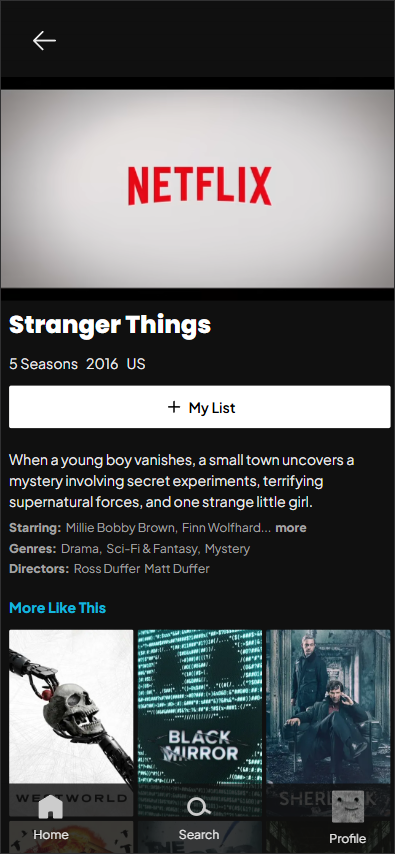 NETFLIX
Stranger Things
5 Seasons 2016 US
+ My List
When a young boy vanishes, a small town uncovers a
mystery involving secret experiments, terrifying
supernatural forces, and one strange little girl.
Starring: Millie Bobby Brown, Finn Wolfhard... more
Genres: Drama, Sci-Fi & Fantasy, Mystery
Directors: Ross Duffer Matt Duffer
More Like This
BLACK
MIRROR
WESTWORLD
SHERLOCK
THE
Home
Search
Profile